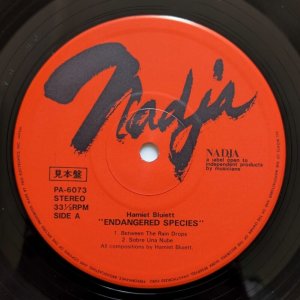 Nadja
NADJA
a label open to
independent products
by musicians
見本盤
PA-6073
STEREO
33⅓RPM
SIDE A
Hamiet Bluiett
"ENDANGERED SPECIES"
1. Between The Rain Drops
2. Sobre Una Nube
All compositions by Hamiet Bluiett.